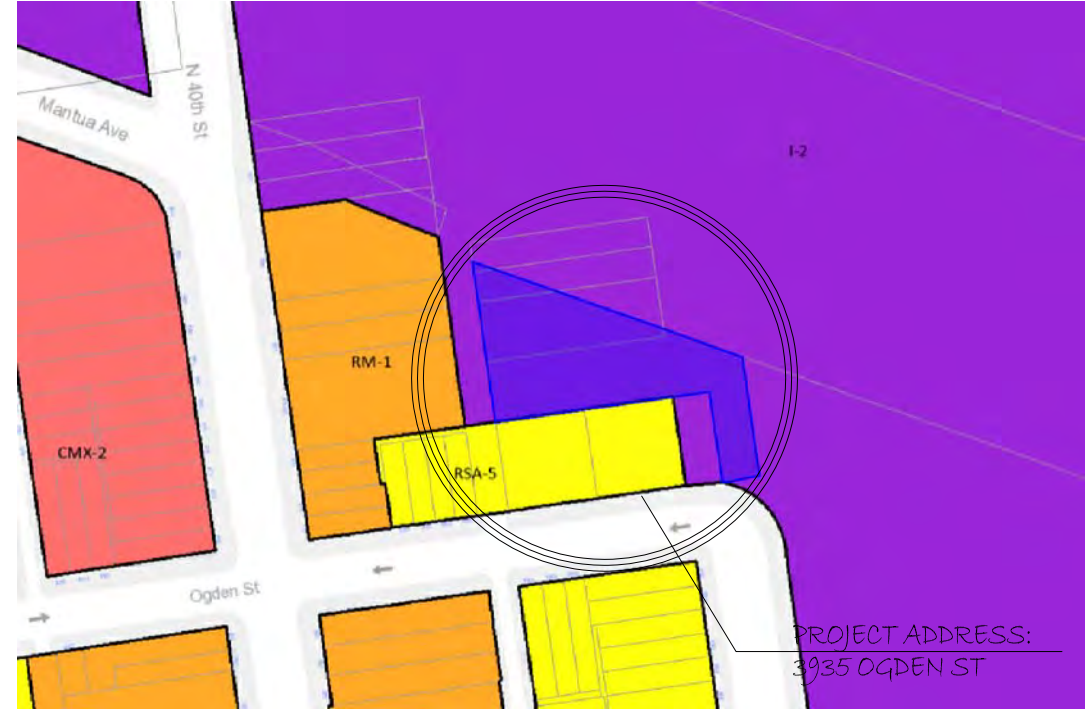 Mantua Ave
N 40th St
I-2
RM-1
CMX-2
RSA-5
Ogden St
PROJECT ADDRESS:
3935 OGDEN ST